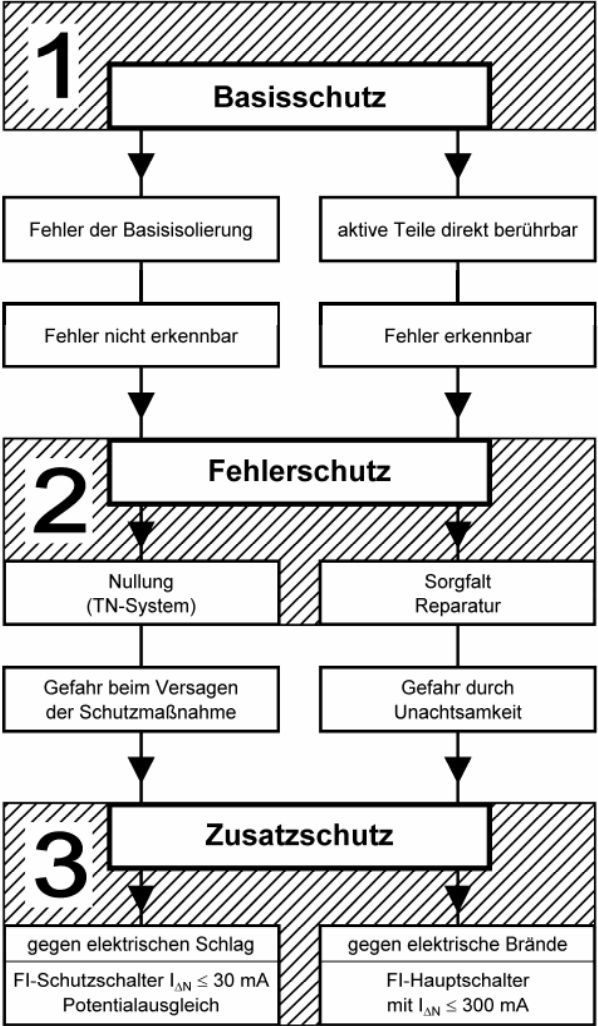 1
Basisschutz
Fehler der Basisisolierung
aktive Teile direkt berührbar
Fehler nicht erkennbar
Fehler erkennbar
2
Fehlerschutz
Nullung
(TN-System)
Sorgfalt
Reparatur
Gefahr beim Versagen
der Schutzmaßnahme
Gefahr durch
Unachtsamkeit
3
Zusatzschutz
gegen elektrischen Schlag
FI-Schutzschalter I∆N ≤ 30 mA
Potentialausgleich
gegen elektrische Brände
FI-Hauptschalter
mit I∆N ≤ 300 mA